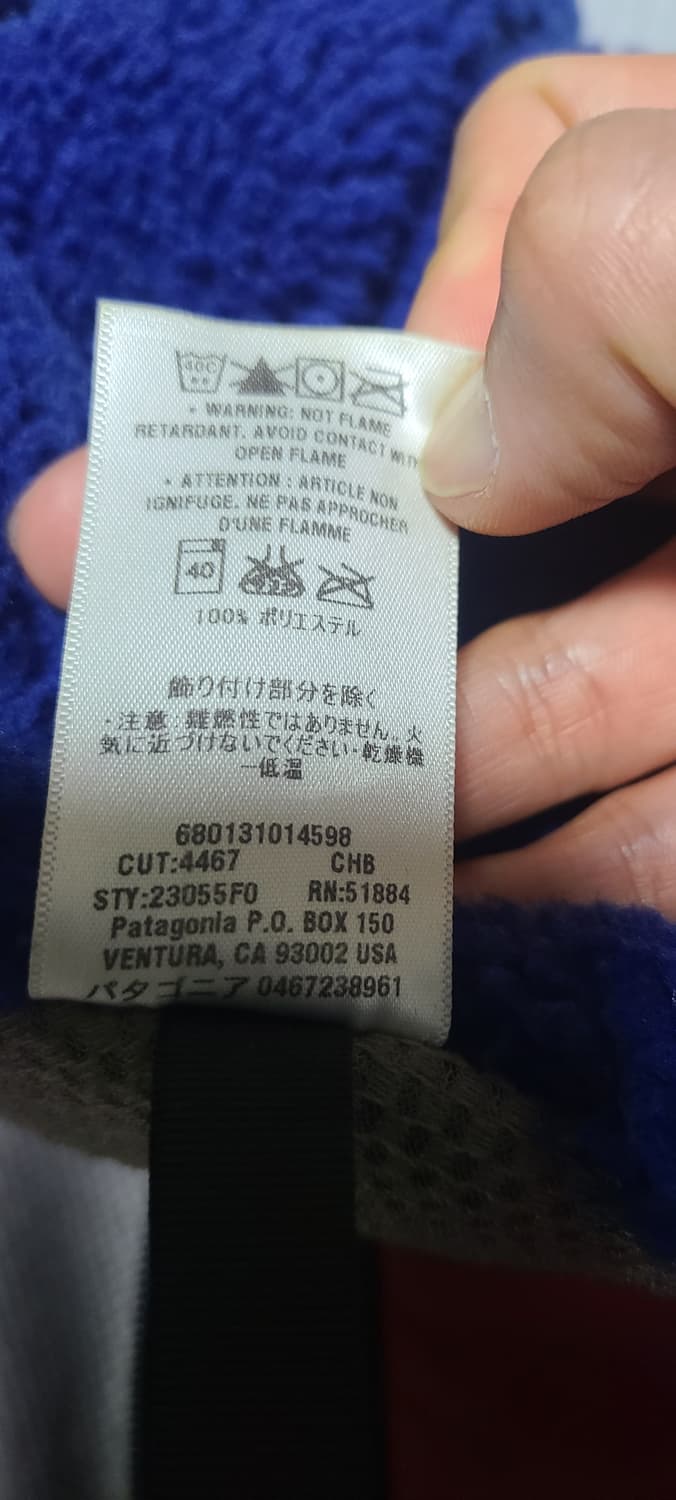 40C
• WARNING: NOT FLAME
RETARDANT. AVOID CONTACT WITH
OPEN FLAME
• ATTENTION : ARTICLE NON
IGNIFUGE. NE PAS APPROCHER
D'UNE FLAMME
40
100% ポリエステル
飾り付け部分を除く
・注意：難燃性ではありません。火
気に近づけないでください・乾燥機
ー低温
680131014598
CUT:4467 CHB
STY:23055F0 RN:51884
Patagonia P.O. BOX 150
VENTURA, CA 93002 USA
パタゴニア 0467238961